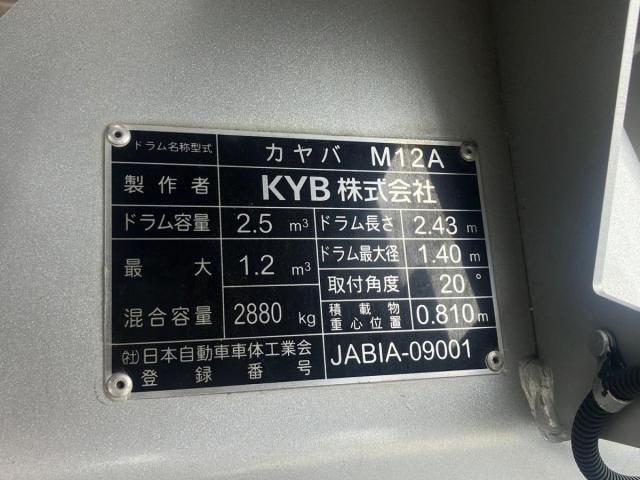 ドラム名称型式 カヤバ M12A
製作者 KYB株式会社
ドラム容量 2.5 m³ ドラム長さ 2.43 m
最大 1.2 m³ ドラム最大径 1.40 m
取付角度 20°
混合容量 2880 kg 積載物重心位置 0.810m
(社)日本自動車車体工業会 JABIA-09001
登録番号